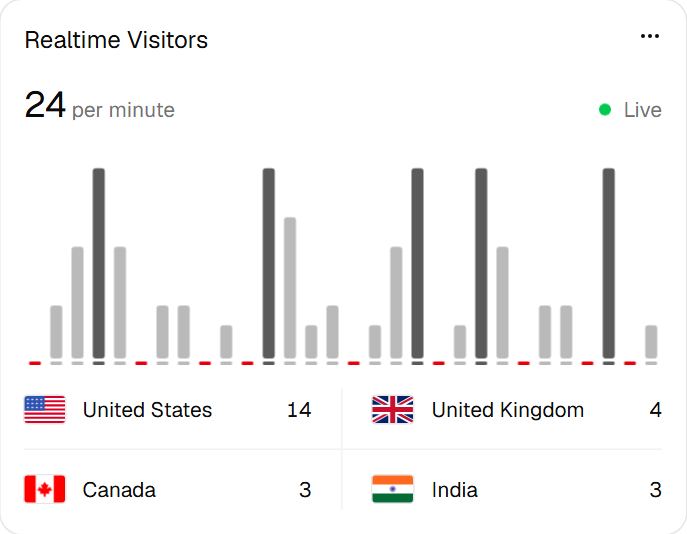 Realtime Visitors
24 per minute
Live
United States 14
United Kingdom 4
Canada 3
India 3